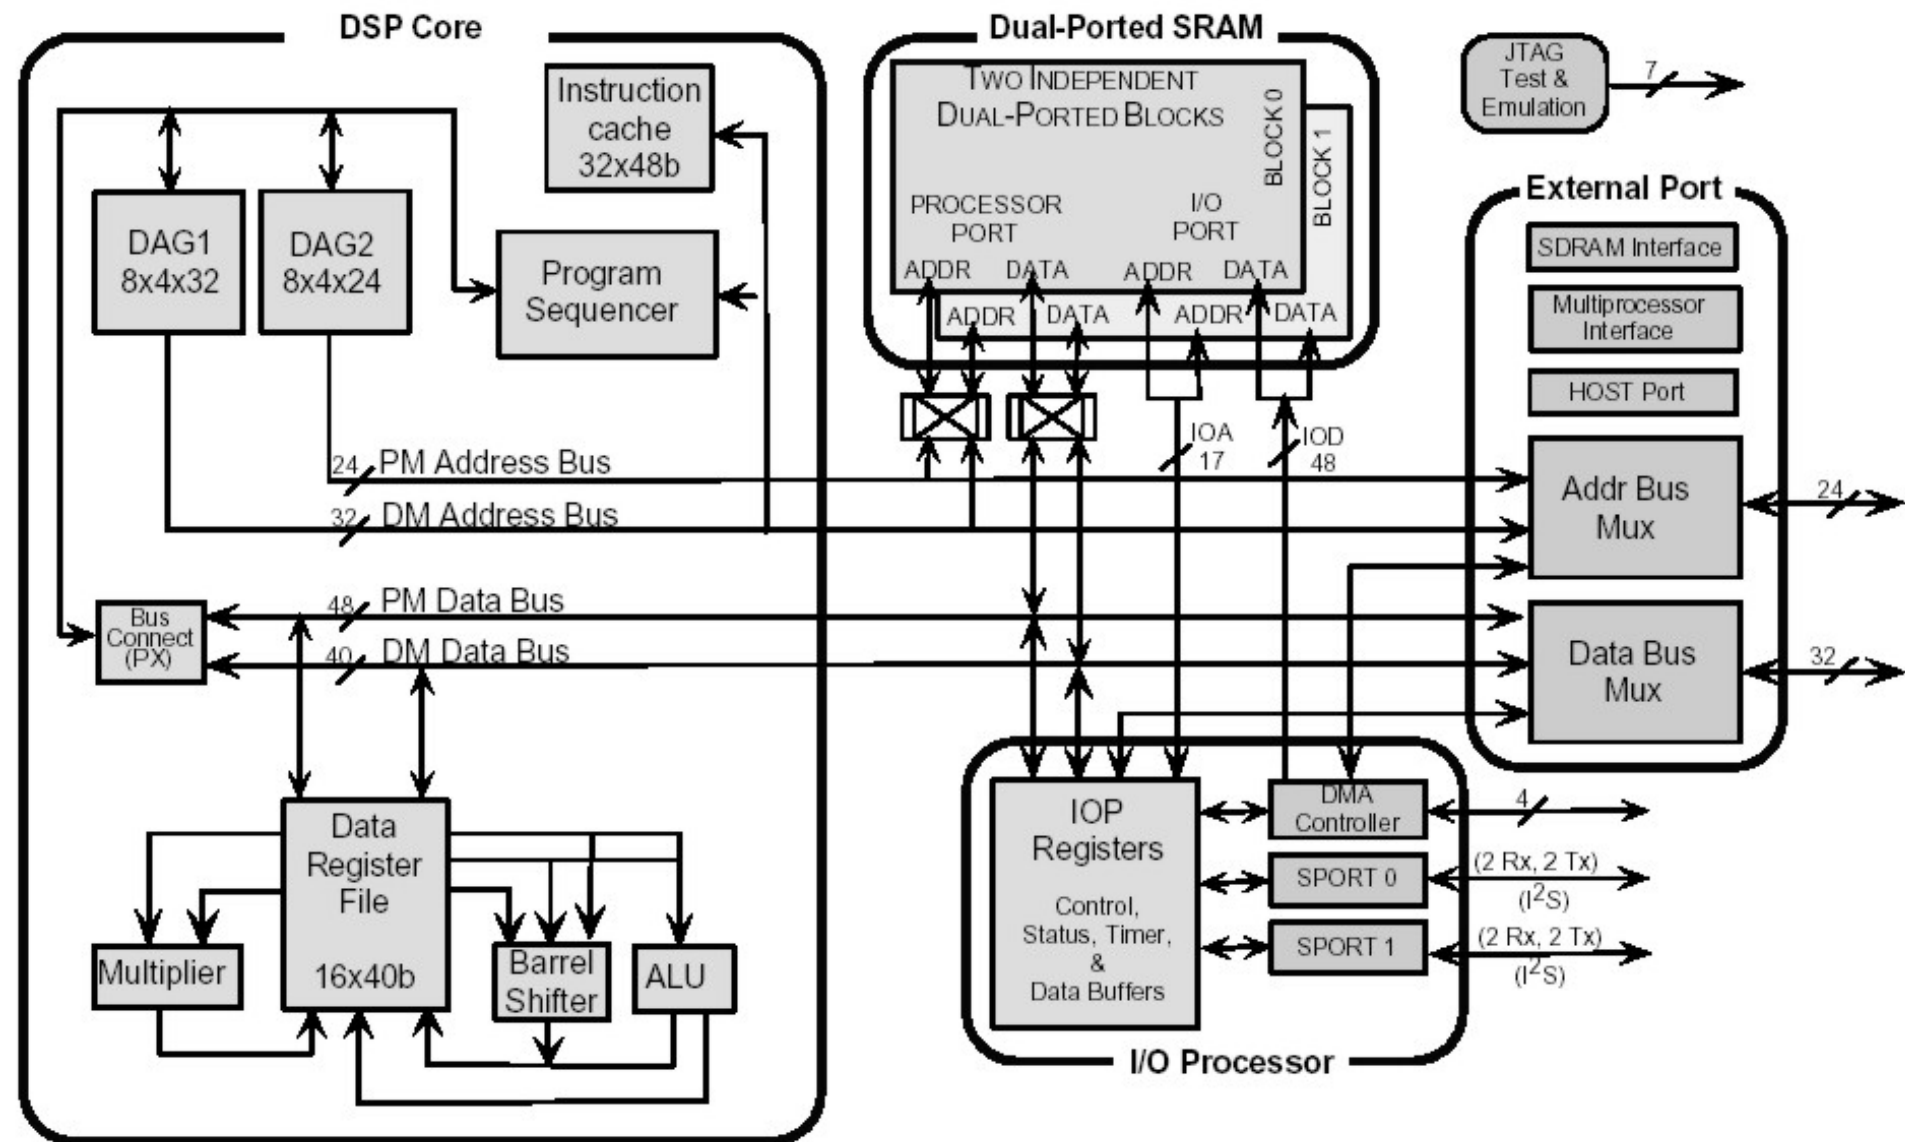 DSP Core
Instruction
cache
32x48b
DAG1
8x4x32
DAG2
8x4x24
Program
Sequencer
24 PM Address Bus
32 DM Address Bus
Bus
Connect
(PX)
48 PM Data Bus
40 DM Data Bus
Data
Register
File
16x40b
Multiplier
Barrel
Shifter
ALU
Dual-Ported SRAM
TWO INDEPENDENT
DUAL-PORTED BLOCKS
BLOCK 0
BLOCK 1
PROCESSOR
PORT
I/O
PORT
ADDR DATA ADDR DATA
ADDR DATA ADDR DATA
IOA
17
IOD
48
JTAG
Test &
Emulation
7
External Port
SDRAM Interface
Multiprocessor
Interface
HOST Port
Addr Bus
Mux
24
Data Bus
Mux
32
IOP
Registers
Control,
Status, Timer,
&
Data Buffers
DMA
Controller
4
SPORT 0
(2 Rx, 2 Tx)
(I²S)
SPORT 1
(2 Rx, 2 Tx)
(I²S)
I/O Processor